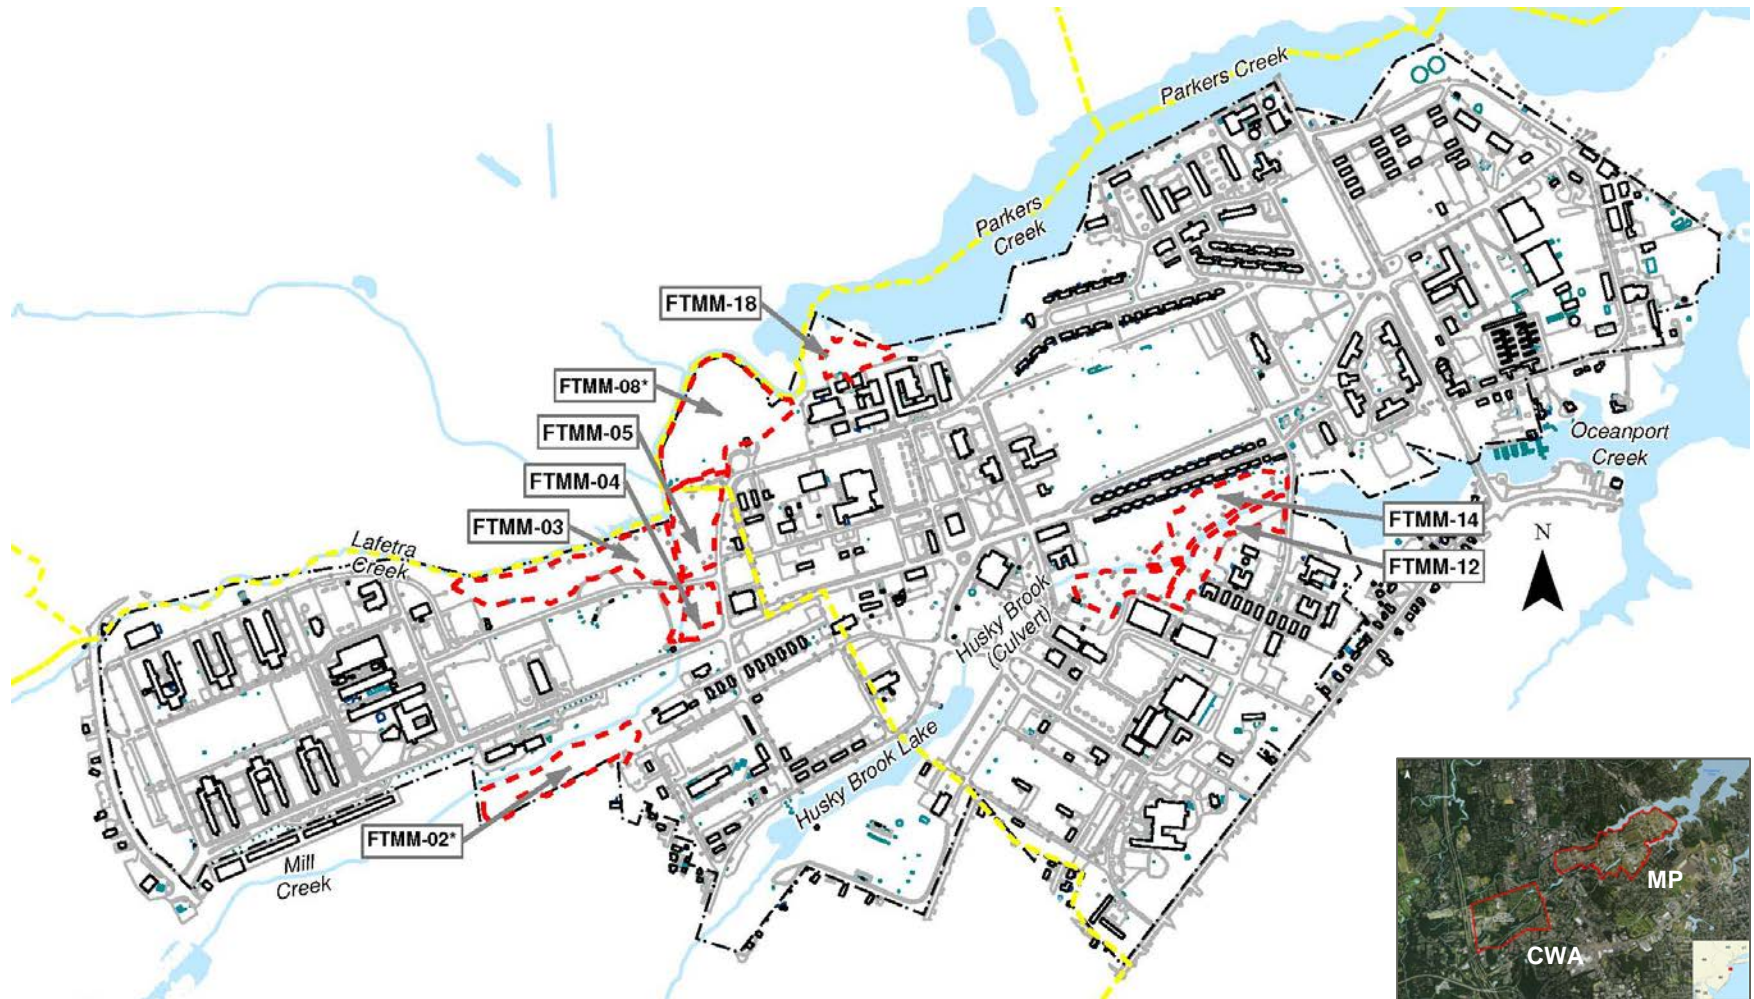 Parkers Creek
Parkers
Creek
FTMM-18
FTMM-08*
FTMM-05
FTMM-04
FTMM-03
Lafetra
Creek
Oceanport
Creek
FTMM-14
N
FTMM-12
Husky Brook
(Culvert)
Husky Brook Lake
FTMM-02*
Mill
Creek
MP
CWA